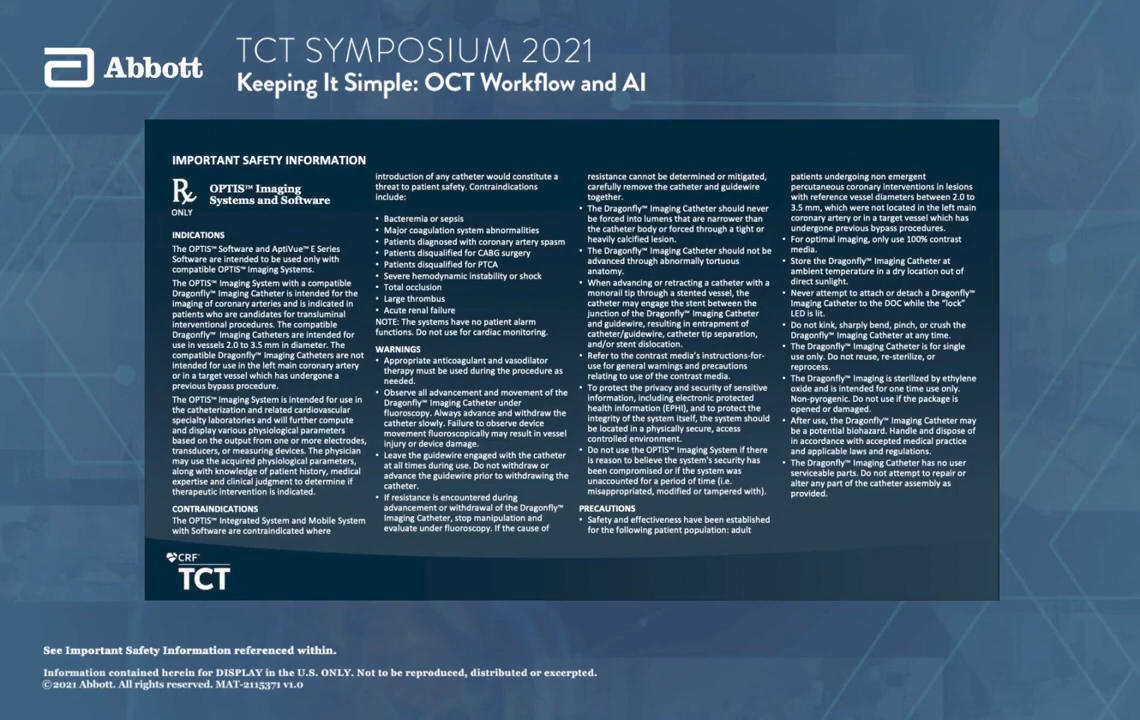 Abbott
TCT SYMPOSIUM 2021
Keeping It Simple: OCT Workflow and AI
IMPORTANT SAFETY INFORMATION
Rx
ONLY
OPTIS™ Imaging
Systems and Software
INDICATIONS
The OPTIS™ Software and AptiVue™ E Series
Software are intended to be used only with
compatible OPTIS™ Imaging Systems.
The OPTIS™ Imaging System with a compatible
Dragonfly™ Imaging Catheter is intended for the
imaging of coronary arteries and is indicated in
patients who are candidates for transluminal
interventional procedures. The compatible
Dragonfly™ Imaging Catheters are intended for
use in vessels 2.0 to 3.5 mm in diameter. The
compatible Dragonfly™ Imaging Catheters are not
intended for use in the left main coronary artery
or in a target vessel which has undergone a
previous bypass procedure.
The OPTIS™ Imaging System is intended for use in
the catheterization and related cardiovascular
specialty laboratories and will further compute
and display various physiological parameters
based on the output from one or more electrodes,
transducers, or measuring devices. The physician
may use the acquired physiological parameters,
along with knowledge of patient history, medical
expertise and clinical judgment to determine if
therapeutic intervention is indicated.
CONTRAINDICATIONS
The OPTIS™ Integrated System and Mobile System
with Software are contraindicated where
introduction of any catheter would constitute a
threat to patient safety. Contraindications
include:
• Bacteremia or sepsis
• Major coagulation system abnormalities
• Patients diagnosed with coronary artery spasm
• Patients disqualified for CABG surgery
• Patients disqualified for PTCA
• Severe hemodynamic instability or shock
• Total occlusion
• Large thrombus
• Acute renal failure
NOTE: The systems have no patient alarm
functions. Do not use for cardiac monitoring.
WARNINGS
• Appropriate anticoagulant and vasodilator
therapy must be used during the procedure as
needed.
• Observe all advancement and movement of the
Dragonfly™ Imaging Catheter under
fluoroscopy. Always advance and withdraw the
catheter slowly. Failure to observe device
movement fluoroscopically may result in vessel
injury or device damage.
• Leave the guidewire engaged with the catheter
at all times during use. Do not withdraw or
advance the guidewire prior to withdrawing the
catheter.
• If resistance is encountered during
advancement or withdrawal of the Dragonfly™
Imaging Catheter, stop manipulation and
evaluate under fluoroscopy. If the cause of
resistance cannot be determined or mitigated,
carefully remove the catheter and guidewire
together.
• The Dragonfly™ Imaging Catheter should never
be forced into lumens that are narrower than
the catheter body or forced through a tight or
heavily calcified lesion.
• The Dragonfly™ Imaging Catheter should not be
advanced through abnormally tortuous
anatomy.
• When advancing or retracting a catheter with a
monorail tip through a stented vessel, the
catheter may engage the stent between the
junction of the Dragonfly™ Imaging Catheter
and guidewire, resulting in entrapment of
catheter/guidewire, catheter tip separation,
and/or stent dislocation.
• Refer to the contrast media's instructions-for-
use for general warnings and precautions
relating to use of the contrast media.
• To protect the privacy and security of sensitive
information, including electronic protected
health information (EPHI), and to protect the
integrity of the system itself, the system should
be located in a physically secure, access
controlled environment.
• Do not use the OPTIS™ Imaging System if there
is reason to believe the system's security has
been compromised or if the system was
unaccounted for a period of time (i.e.
misappropriated, modified or tampered with).
PRECAUTIONS
• Safety and effectiveness have been established
for the following patient population: adult
patients undergoing non emergent
percutaneous coronary interventions in lesions
with reference vessel diameters between 2.0 to
3.5 mm, which were not located in the left main
coronary artery or in a target vessel which has
undergone previous bypass procedures.
• For optimal imaging, only use 100% contrast
media.
• Store the Dragonfly™ Imaging Catheter at
ambient temperature in a dry location out of
direct sunlight.
• Never attempt to attach or detach a Dragonfly™
Imaging Catheter to the DOC while the "lock"
LED is lit.
• Do not kink, sharply bend, pinch, or crush the
Dragonfly™ Imaging Catheter at any time.
• The Dragonfly™ Imaging Catheter is for single
use only. Do not reuse, re-sterilize, or
reprocess.
• The Dragonfly™ Imaging is sterilized by ethylene
oxide and is intended for one time use only.
Non-pyrogenic. Do not use if the package is
opened or damaged.
• After use, the Dragonfly™ Imaging Catheter may
be a potential biohazard. Handle and dispose of
in accordance with accepted medical practice
and applicable laws and regulations.
• The Dragonfly™ Imaging Catheter has no user
serviceable parts. Do not attempt to repair or
alter any part of the catheter assembly as
provided.
CRF
TCT
See Important Safety Information referenced within.
Information contained herein for DISPLAY in the U.S. ONLY. Not to be reproduced, distributed or excerpted.
©2021 Abbott. All rights reserved. MAT-2115371 v1.0